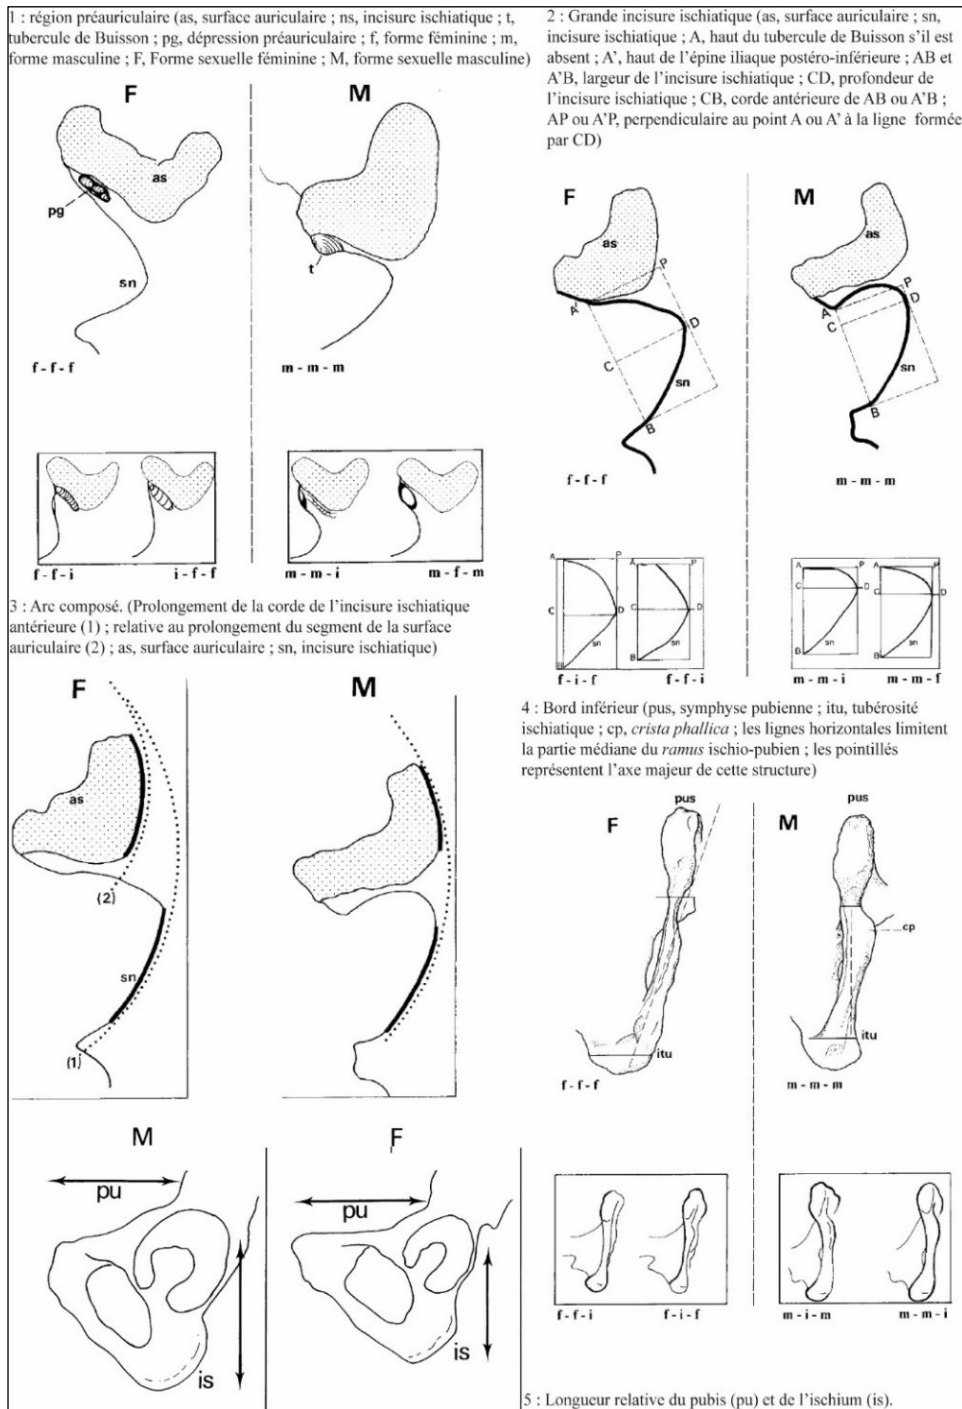 1 : région préauriculaire (as, surface auriculaire ; ns, incisure ischiatique ; t,
tubercule de Buisson ; pg, dépression préauriculaire ; f, forme féminine ; m,
forme masculine ; F, Forme sexuelle féminine ; M, forme sexuelle masculine)
F
M
as
pg
sn
t
f - f - f
m - m - m
f - f - i
i - f - f
m - m - i
m - f - m
2 : Grande incisure ischiatique (as, surface auriculaire ; sn,
incisure ischiatique ; A, haut du tubercule de Buisson s’il est
absent ; A’, haut de l’épine iliaque postéro-inférieure ; AB et
A’B, largeur de l’incisure ischiatique ; CD, profondeur de
l’incisure ischiatique ; CB, corde antérieure de AB ou A’B ;
AP ou A’P, perpendiculaire au point A ou A’ à la ligne formée
par CD)
F
M
as
P
A'
D
C
sn
B
f - f - f
as
P
A
D
C
sn
B
m - m - m
A
P
C
D
sn
B
f - i - f
A
P
C
D
sn
B
f - f - i
A
P
C
D
sn
B
m - m - i
A
P
C
D
sn
B
m - m - f
3 : Arc composé. (Prolongement de la corde de l’incisure ischiatique
antérieure (1) ; relative au prolongement du segment de la surface
auriculaire (2) ; as, surface auriculaire ; sn, incisure ischiatique)
F
M
as
(2)
sn
(1)
4 : Bord inférieur (pus, symphyse pubienne ; itu, tubérosité
ischiatique ; cp, crista phallica ; les lignes horizontales limitent
la partie médiane du ramus ischio-pubien ; les pointillés
représentent l’axe majeur de cette structure)
pus
pus
F
M
cp
itu
itu
f - f - f
m - m - m
f - f - i
f - i - f
m - i - m
m - m - i
M
F
pu
pu
is
is
5 : Longueur relative du pubis (pu) et de l’ischium (is).